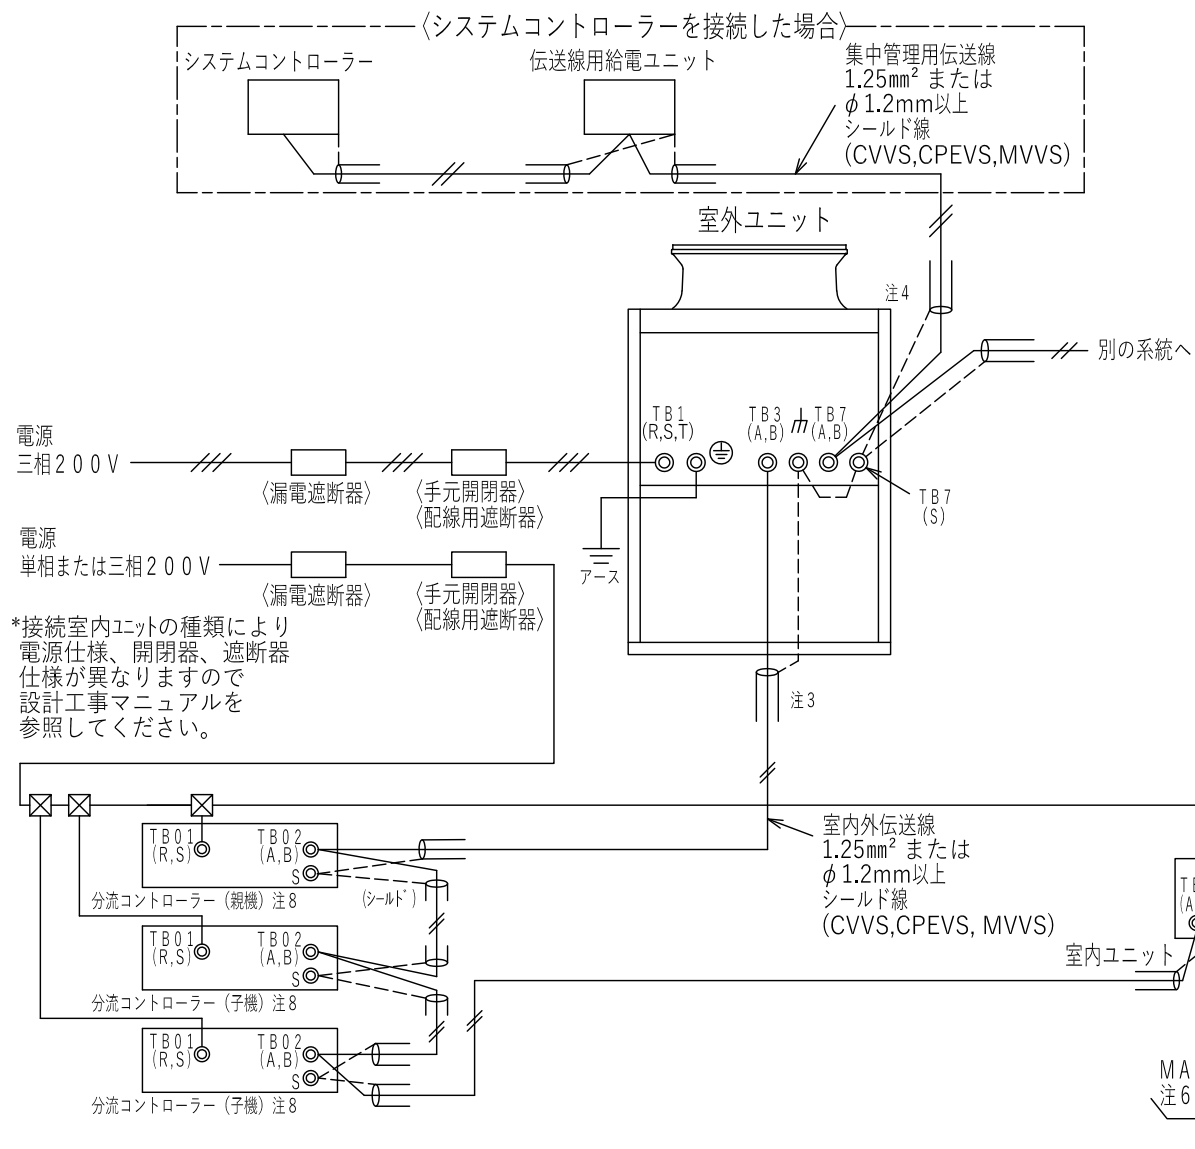 〈システムコントローラーを接続した場合〉
システムコントローラー
伝送線用給電ユニット
集中管理用伝送線
1.25mm² または
φ1.2mm以上
シールド線
(CVVS,CPEVS,MVVS)
室外ユニット
注4
別の系統へ
TB1
(R,S,T)
TB3
(A,B)
TB7
(A,B)
TB7
(S)
電源
三相200V
〈漏電遮断器〉
〈手元開閉器〉
〈配線用遮断器〉
アース
電源
単相または三相200V
〈漏電遮断器〉
〈手元開閉器〉
〈配線用遮断器〉
*接続室内ユニットの種類により
電源仕様、開閉器、遮断器
仕様が異なりますので
設計工事マニュアルを
参照してください。
注3
室内外伝送線
1.25mm² または
φ1.2mm以上
シールド線
(CVVS,CPEVS, MVVS)
TB01
(R,S)
TB02
(A,B)
S
分流コントローラー (親機) 注8
(シールド)
TB01
(R,S)
TB02
(A,B)
S
分流コントローラー (子機) 注8
TB01
(R,S)
TB02
(A,B)
S
分流コントローラー (子機) 注8
室内ユニット
MA
注6